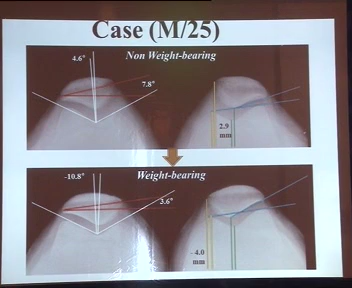 Case (M/25)
Non Weight-bearing
4.6°
7.8°
2.9
mm
Weight-bearing
-10.8°
3.6°
- 4.0
mm